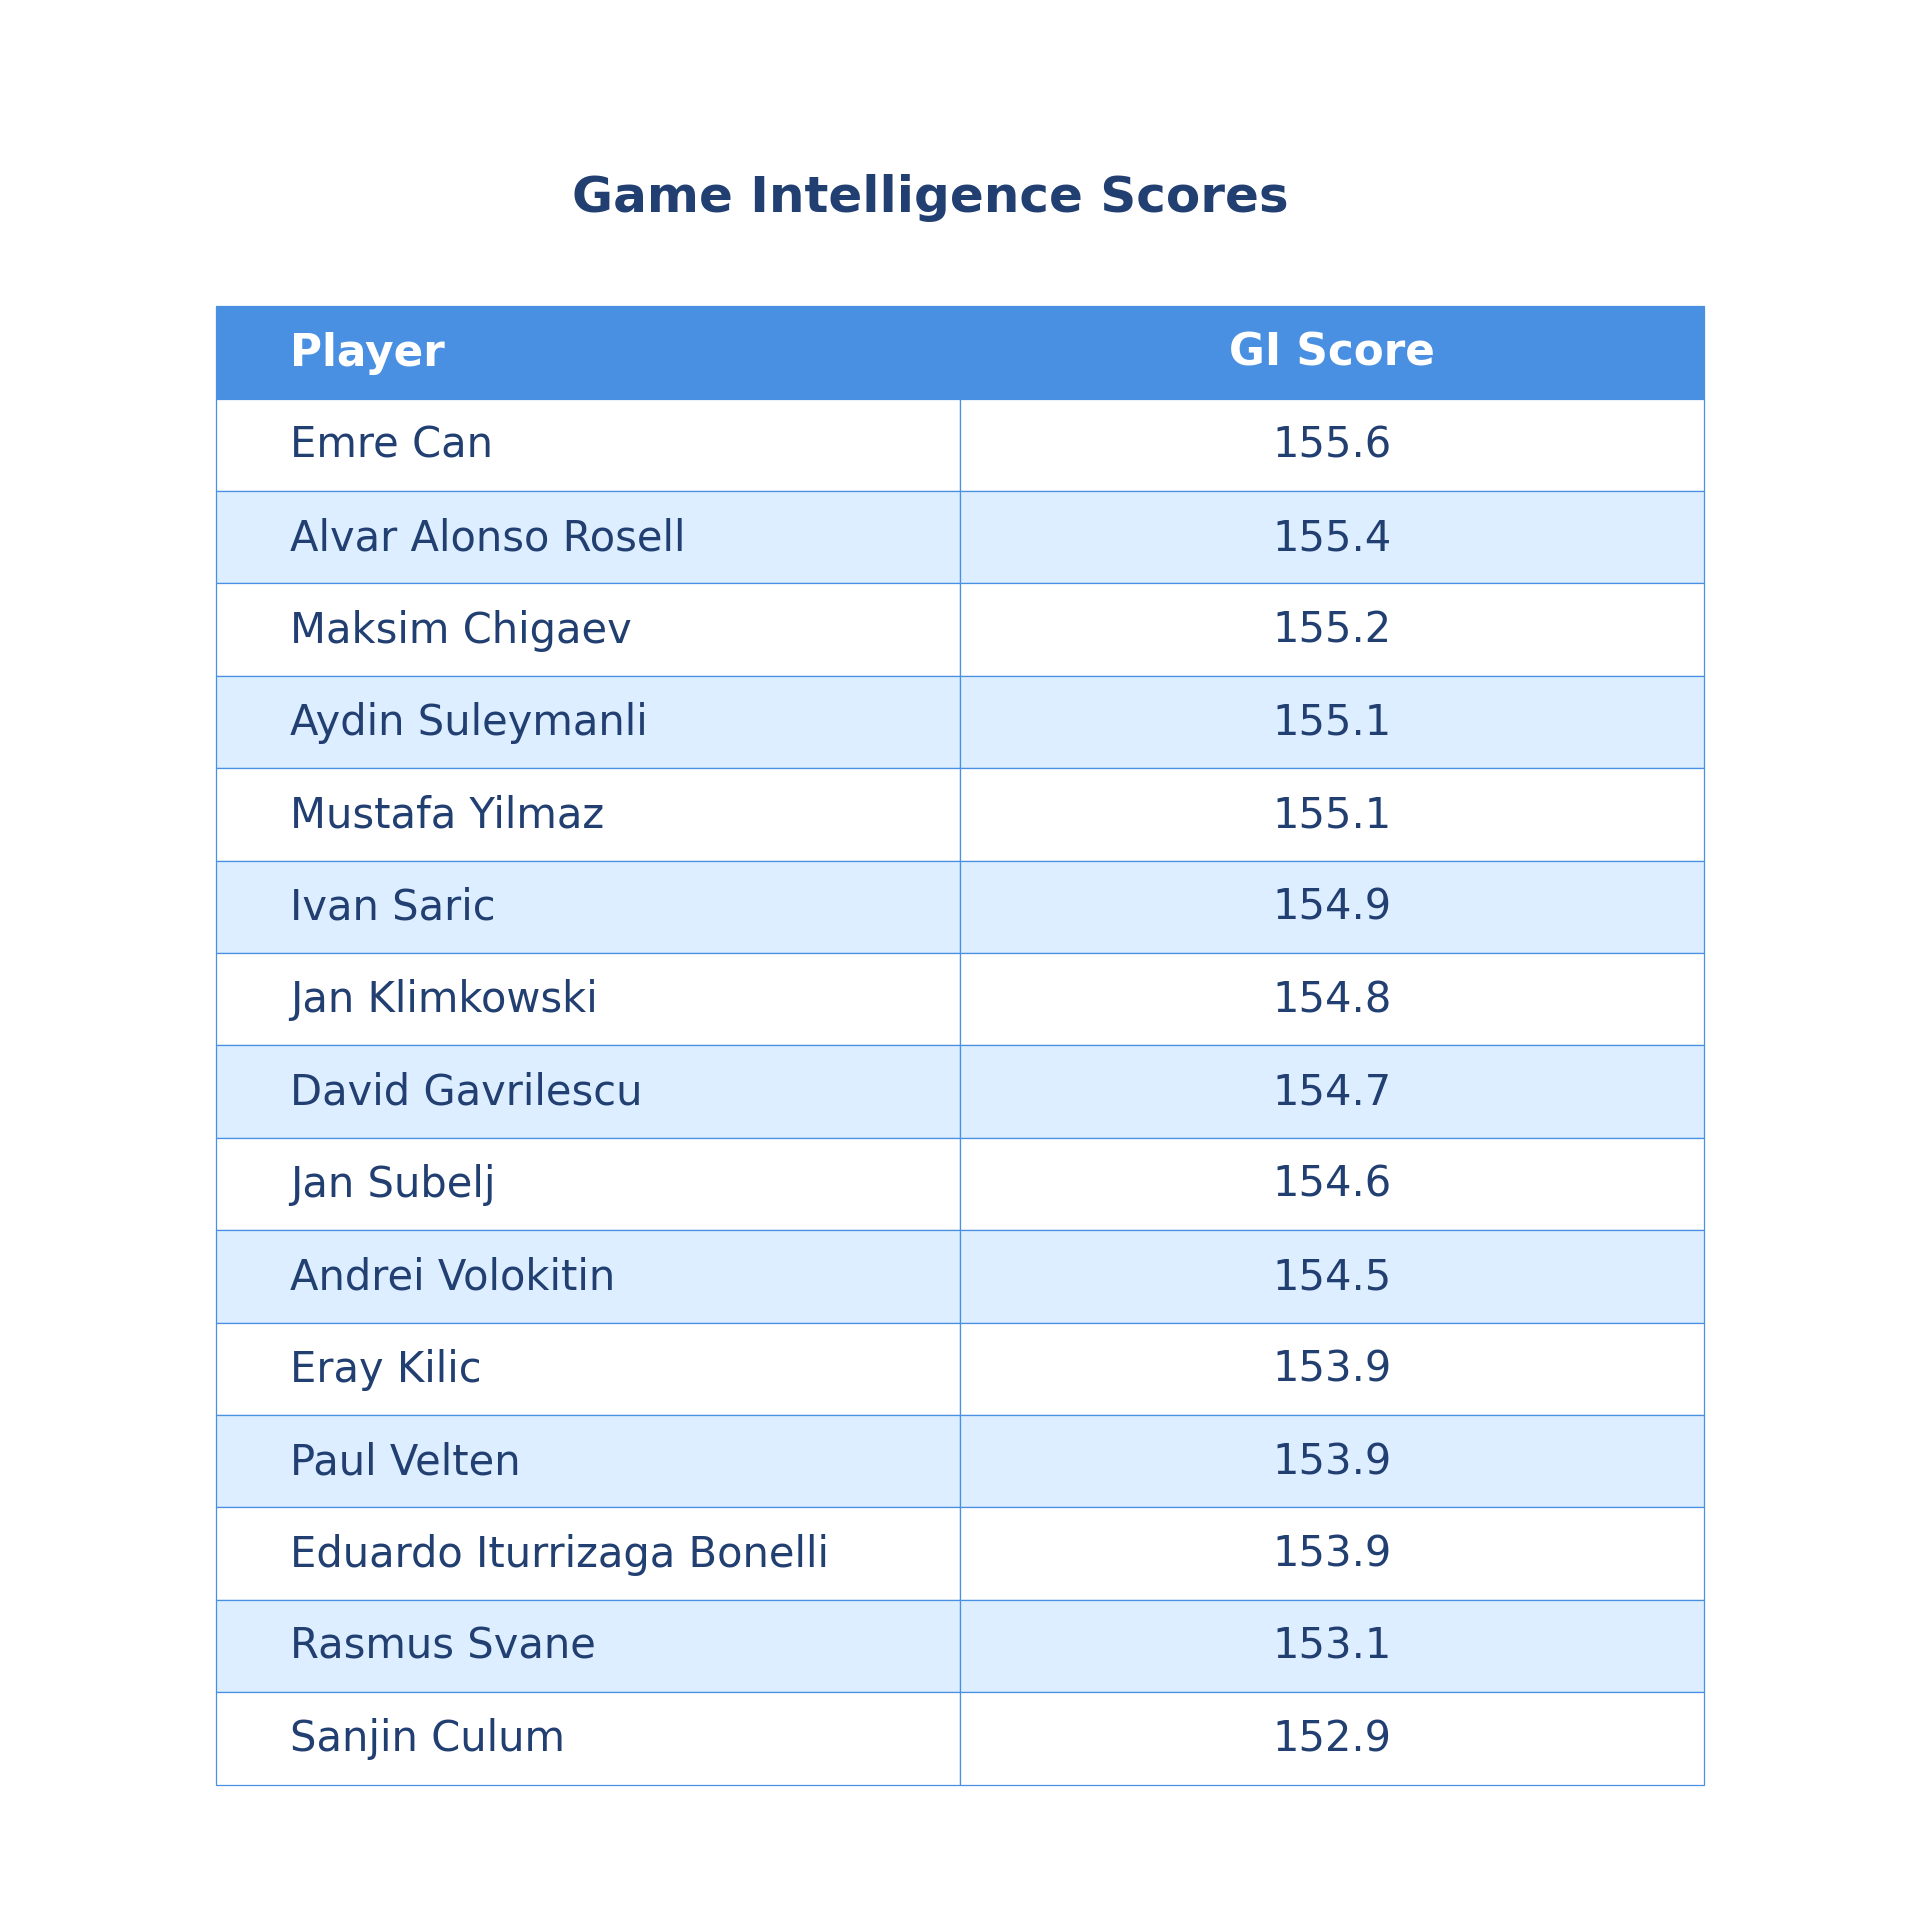 Game Intelligence Scores
Player GI Score
Emre Can 155.6
Alvar Alonso Rosell 155.4
Maksim Chigaev 155.2
Aydin Suleymanli 155.1
Mustafa Yilmaz 155.1
Ivan Saric 154.9
Jan Klimkowski 154.8
David Gavrilescu 154.7
Jan Subelj 154.6
Andrei Volokitin 154.5
Eray Kilic 153.9
Paul Velten 153.9
Eduardo Iturrizaga Bonelli 153.9
Rasmus Svane 153.1
Sanjin Culum 152.9